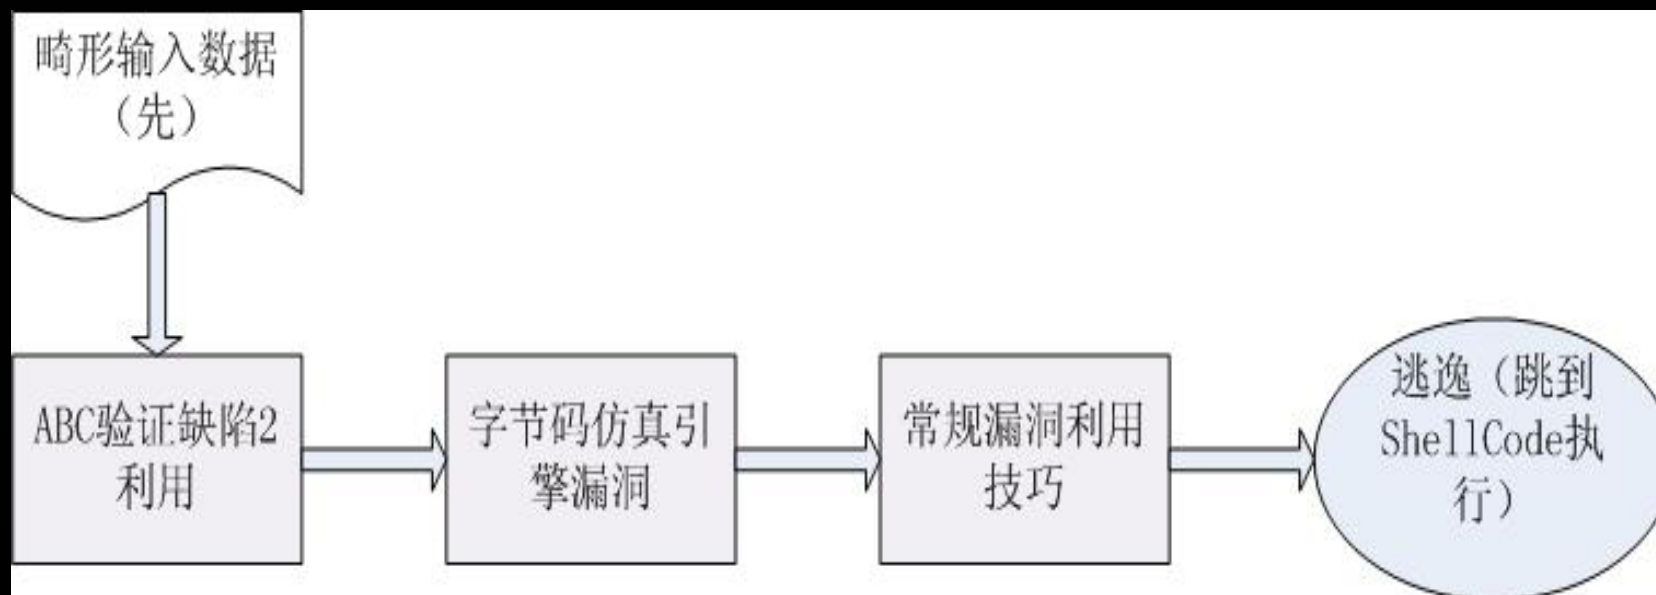 畸形输入数据
（先）
ABC验证缺陷2
利用
字节码仿真引
擎漏洞
常规漏洞利用
技巧
逃逸（跳到
ShellCode执
行）